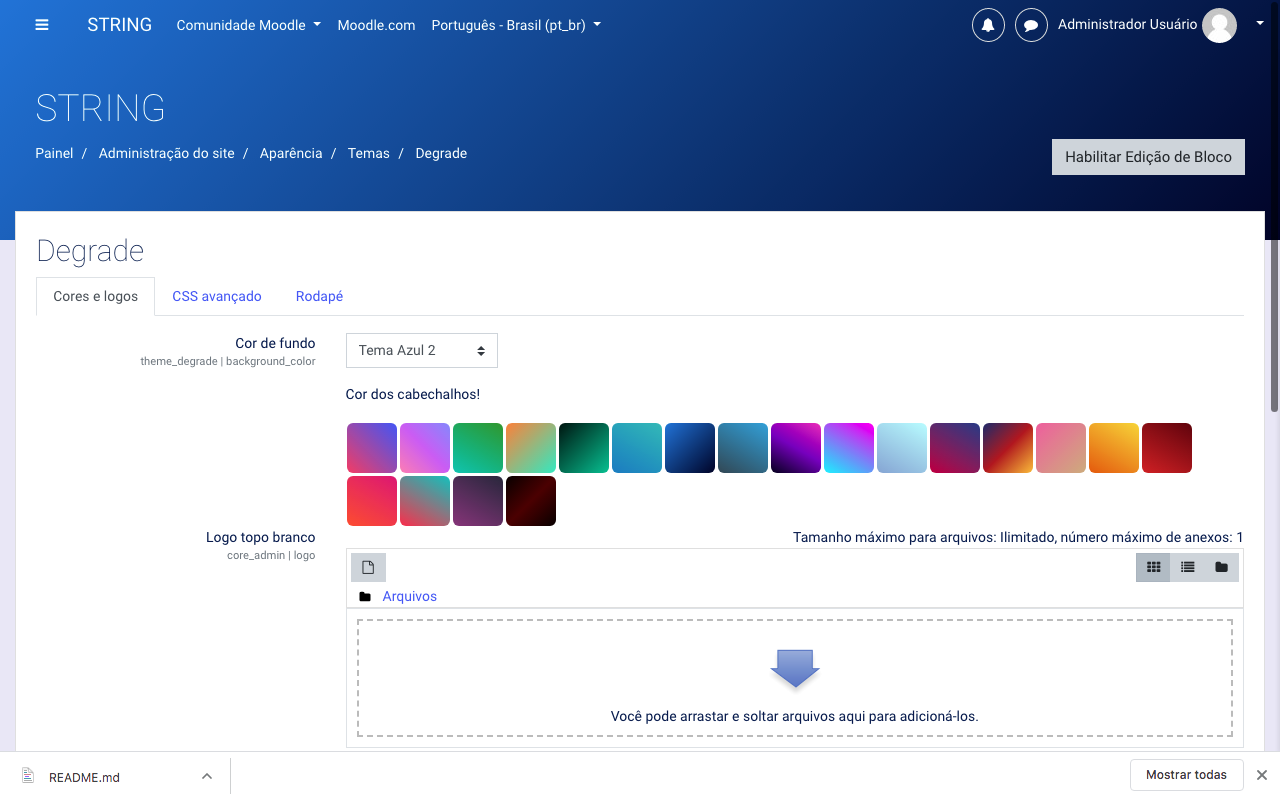 STRING Comunidade Moodle Moodle.com Português - Brasil (pt_br) Administrador Usuário
STRING
Painel / Administração do site / Aparência / Temas / Degrade
Habilitar Edição de Bloco
Degrade
Cores e logos CSS avançado Rodapé
Cor de fundo Tema Azul 2
theme_degrade | background_color
Cor dos cabechalhos!
Logo topo branco Tamanho máximo para arquivos: Ilimitado, número máximo de anexos: 1
core_admin | logo
Arquivos
Você pode arrastar e soltar arquivos aqui para adicioná-los.
README.md Mostrar todas